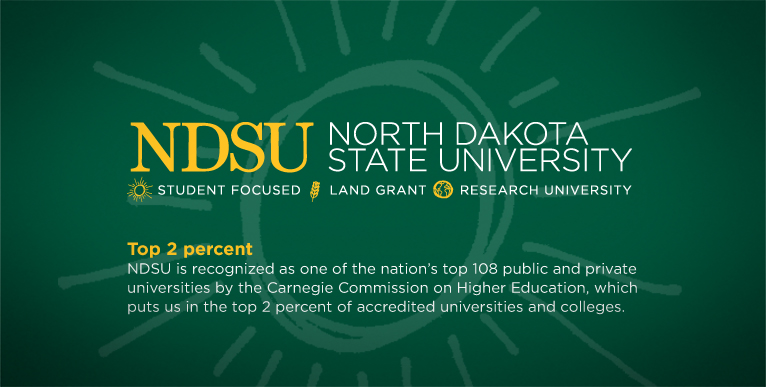 NDSU NORTH DAKOTA
STATE UNIVERSITY
STUDENT FOCUSED LAND GRANT RESEARCH UNIVERSITY
Top 2 percent
NDSU is recognized as one of the nation’s top 108 public and private
universities by the Carnegie Commission on Higher Education, which
puts us in the top 2 percent of accredited universities and colleges.